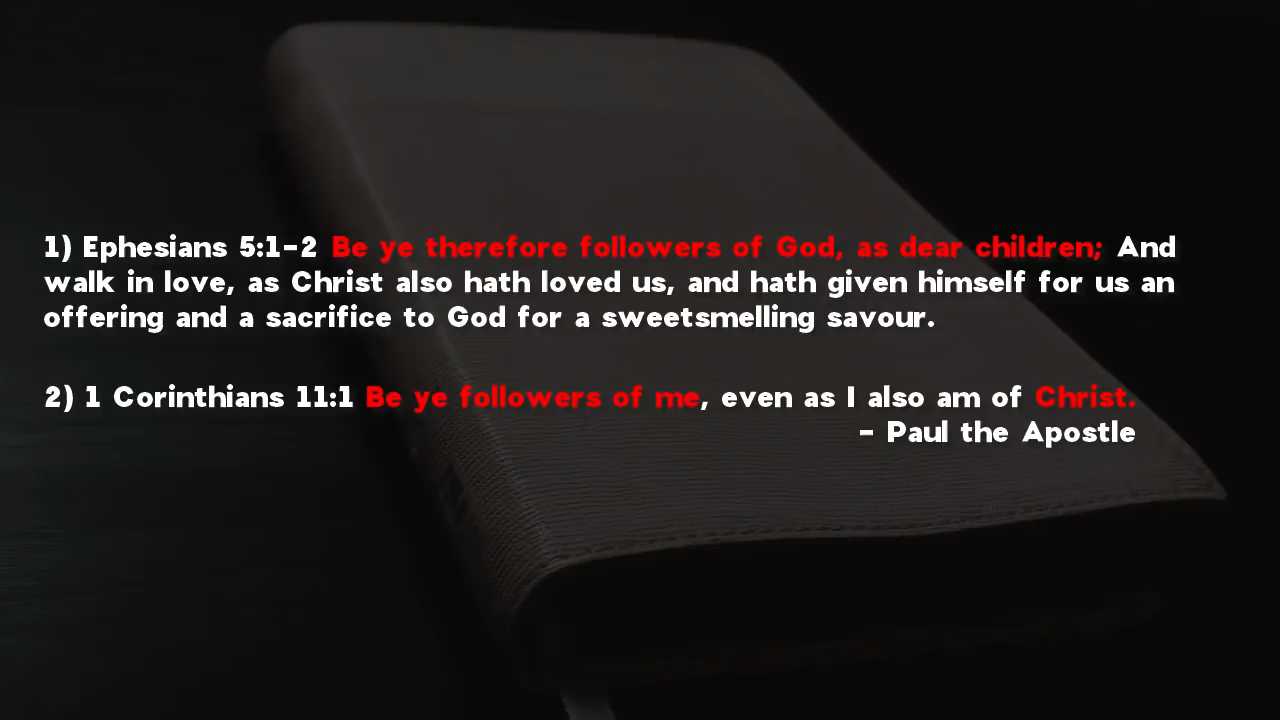 1) Ephesians 5:1-2 Be ye therefore followers of God, as dear children; And
walk in love, as Christ also hath loved us, and hath given himself for us an
offering and a sacrifice to God for a sweetsmelling savour.
2) 1 Corinthians 11:1 Be ye followers of me, even as I also am of Christ.
- Paul the Apostle